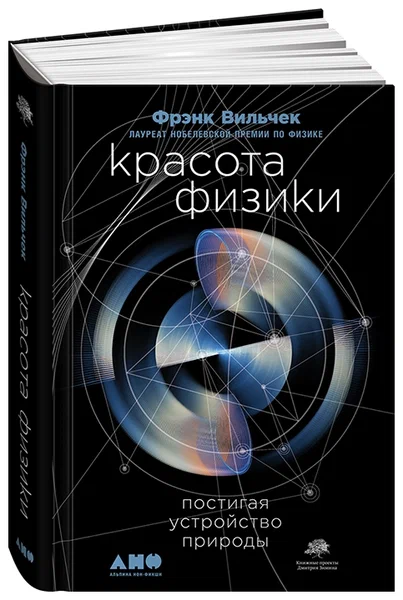 Фрэнк Вильчек
ЛАУРЕАТ НОБЕЛЕВСКОЙ ПРЕМИИ ПО ФИЗИКЕ
красота
физики
постигая
устройство
природы
АНФ
АЛЬПИНА НОН-ФИКШН
Книжные проекты
Дмитрия Зимина
Фрэнк Вильчек
красота физики